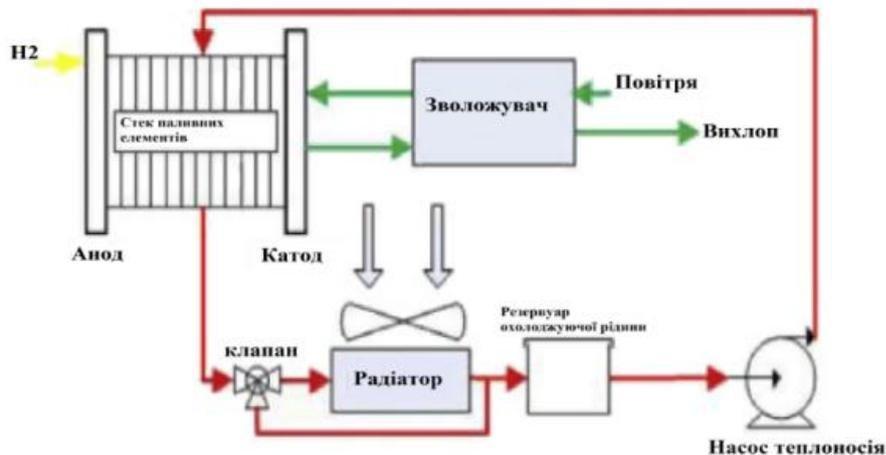 H2
Стек паливних
елементів
Зволожувач
Повітря
Вихлоп
Анод
Катод
Резервуар
охолоджуючої рідини
клапан
Радіатор
Насос теплоносія